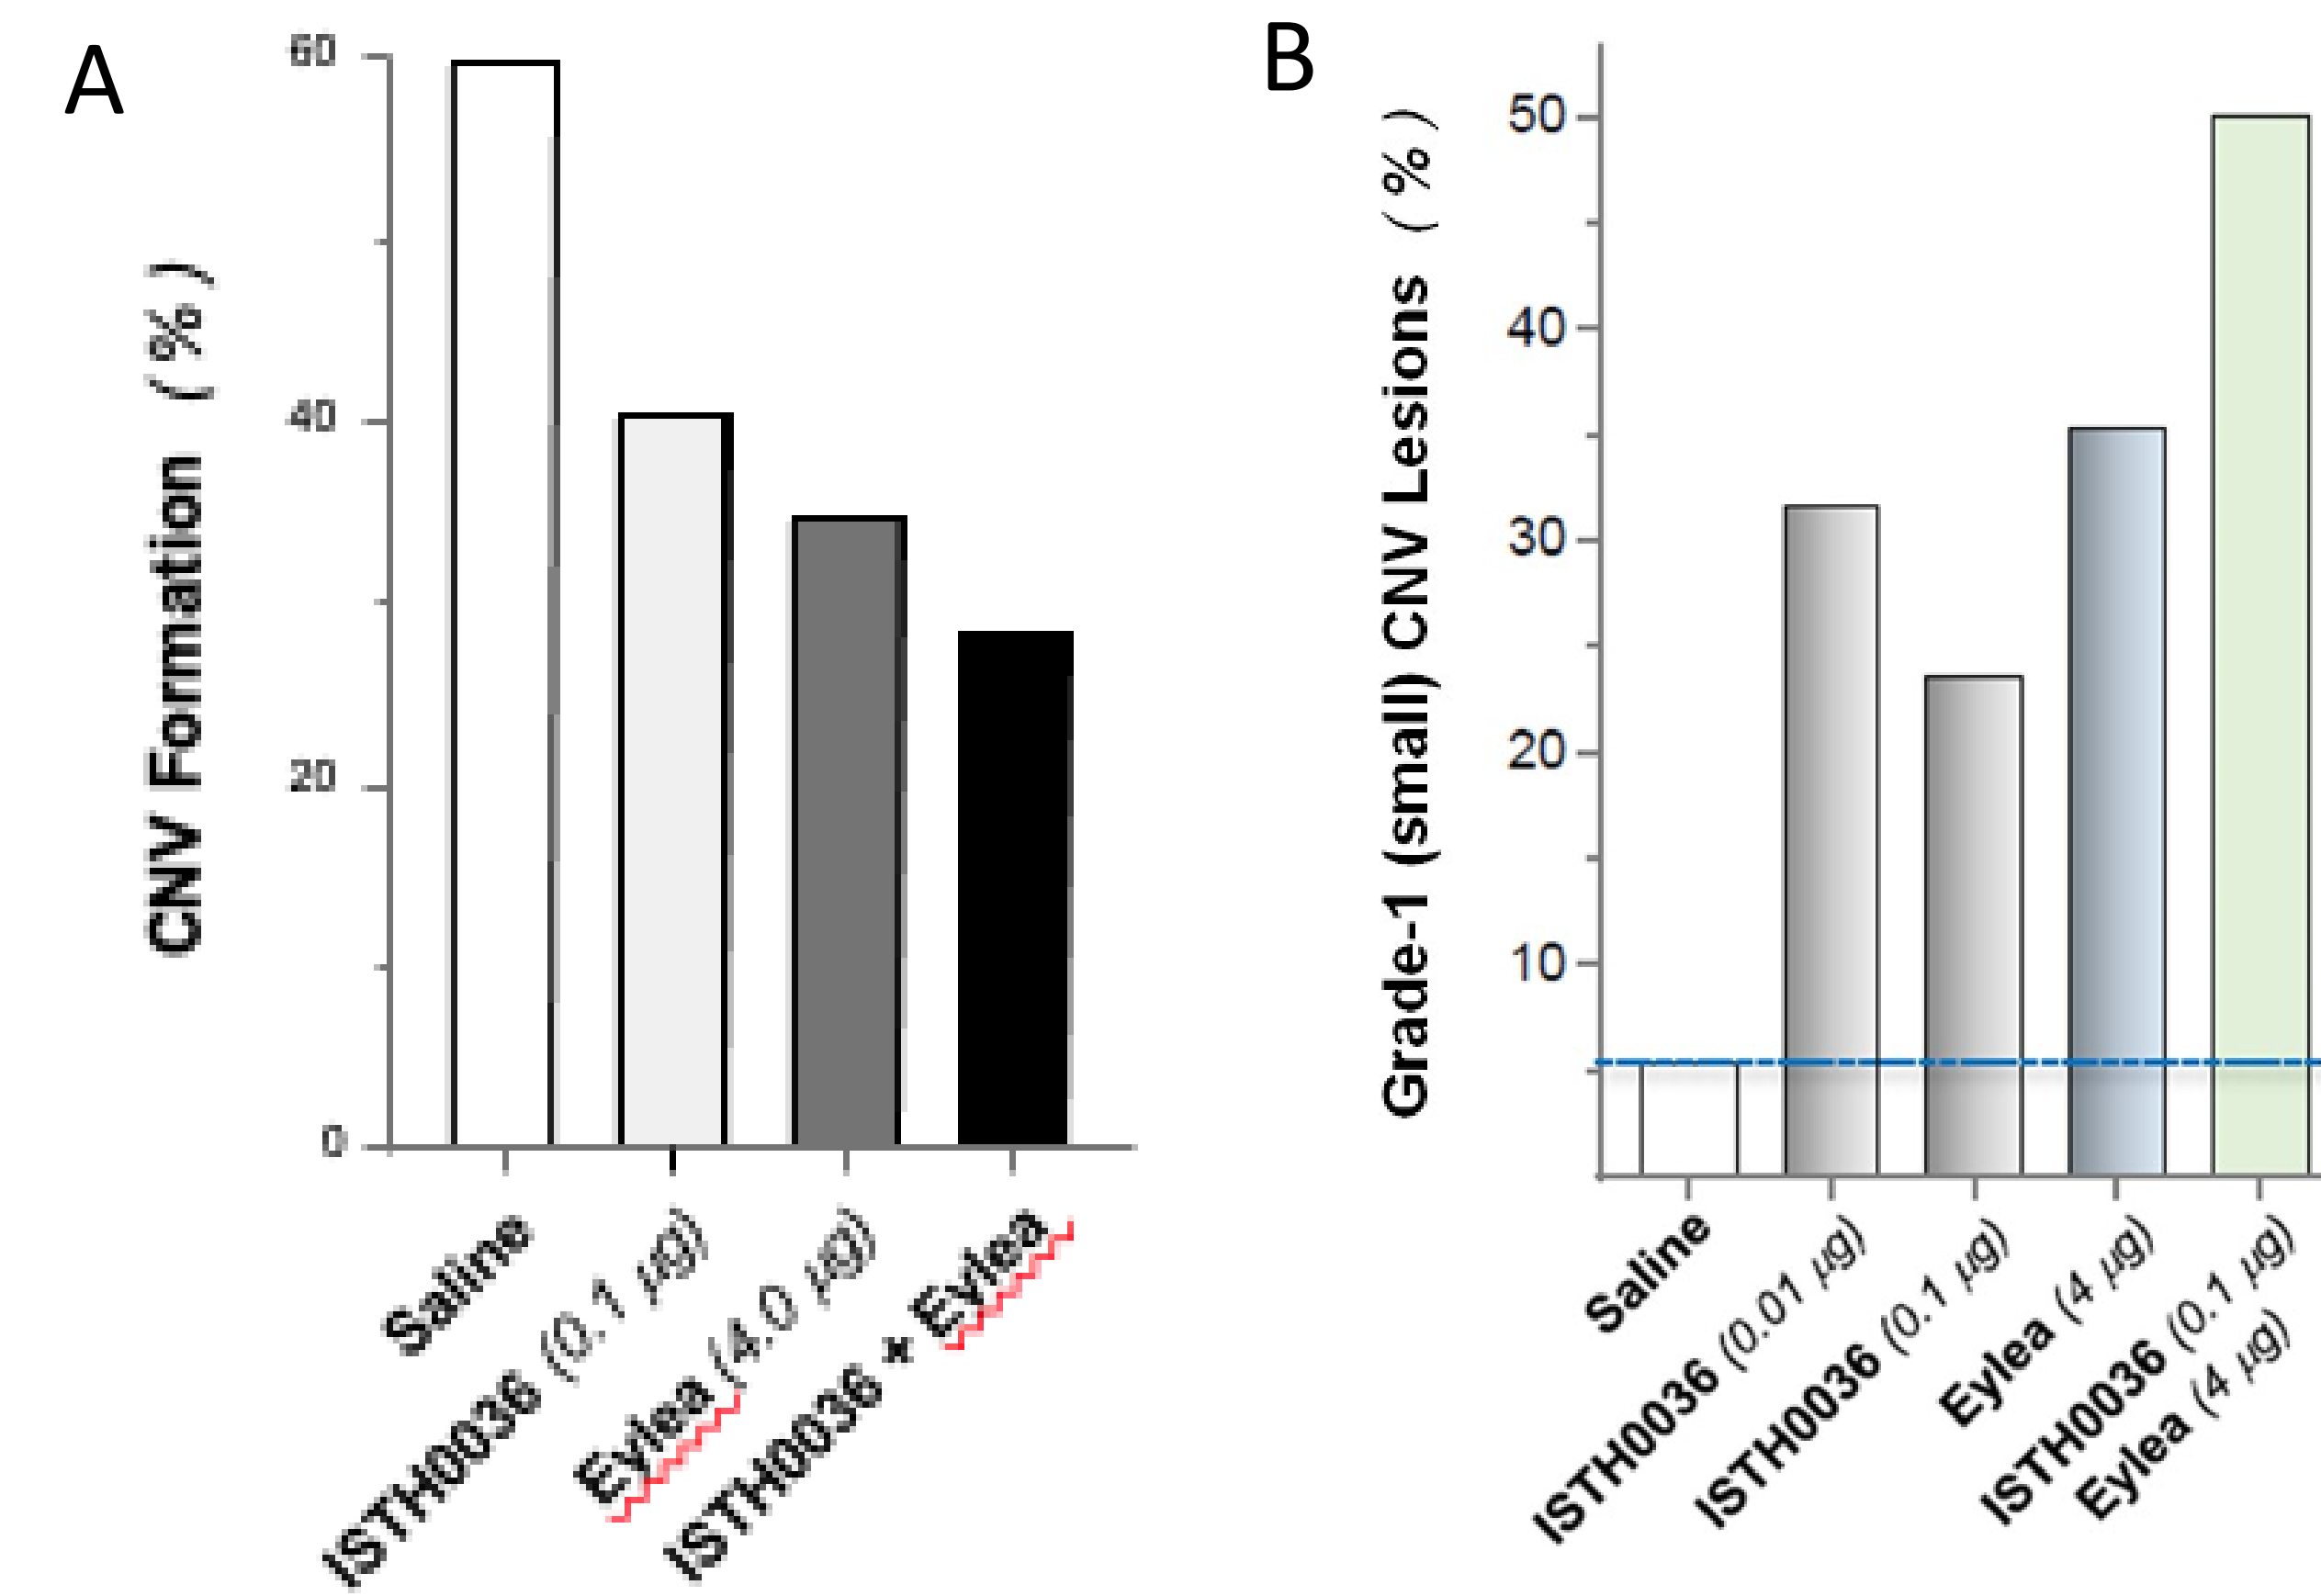 A
CNV Formation (%)
60
40
20
0
Saline
ISTH0036 (0.1 µg)
Eylea (4.0 µg)
ISTH0036 + Eylea
B
Grade-1 (small) CNV Lesions (%)
50
40
30
20
10
Saline
ISTH0036 (0.01 µg)
ISTH0036 (0.1 µg)
Eylea (4 µg)
ISTH0036 (0.1 µg)
Eylea (4 µg)